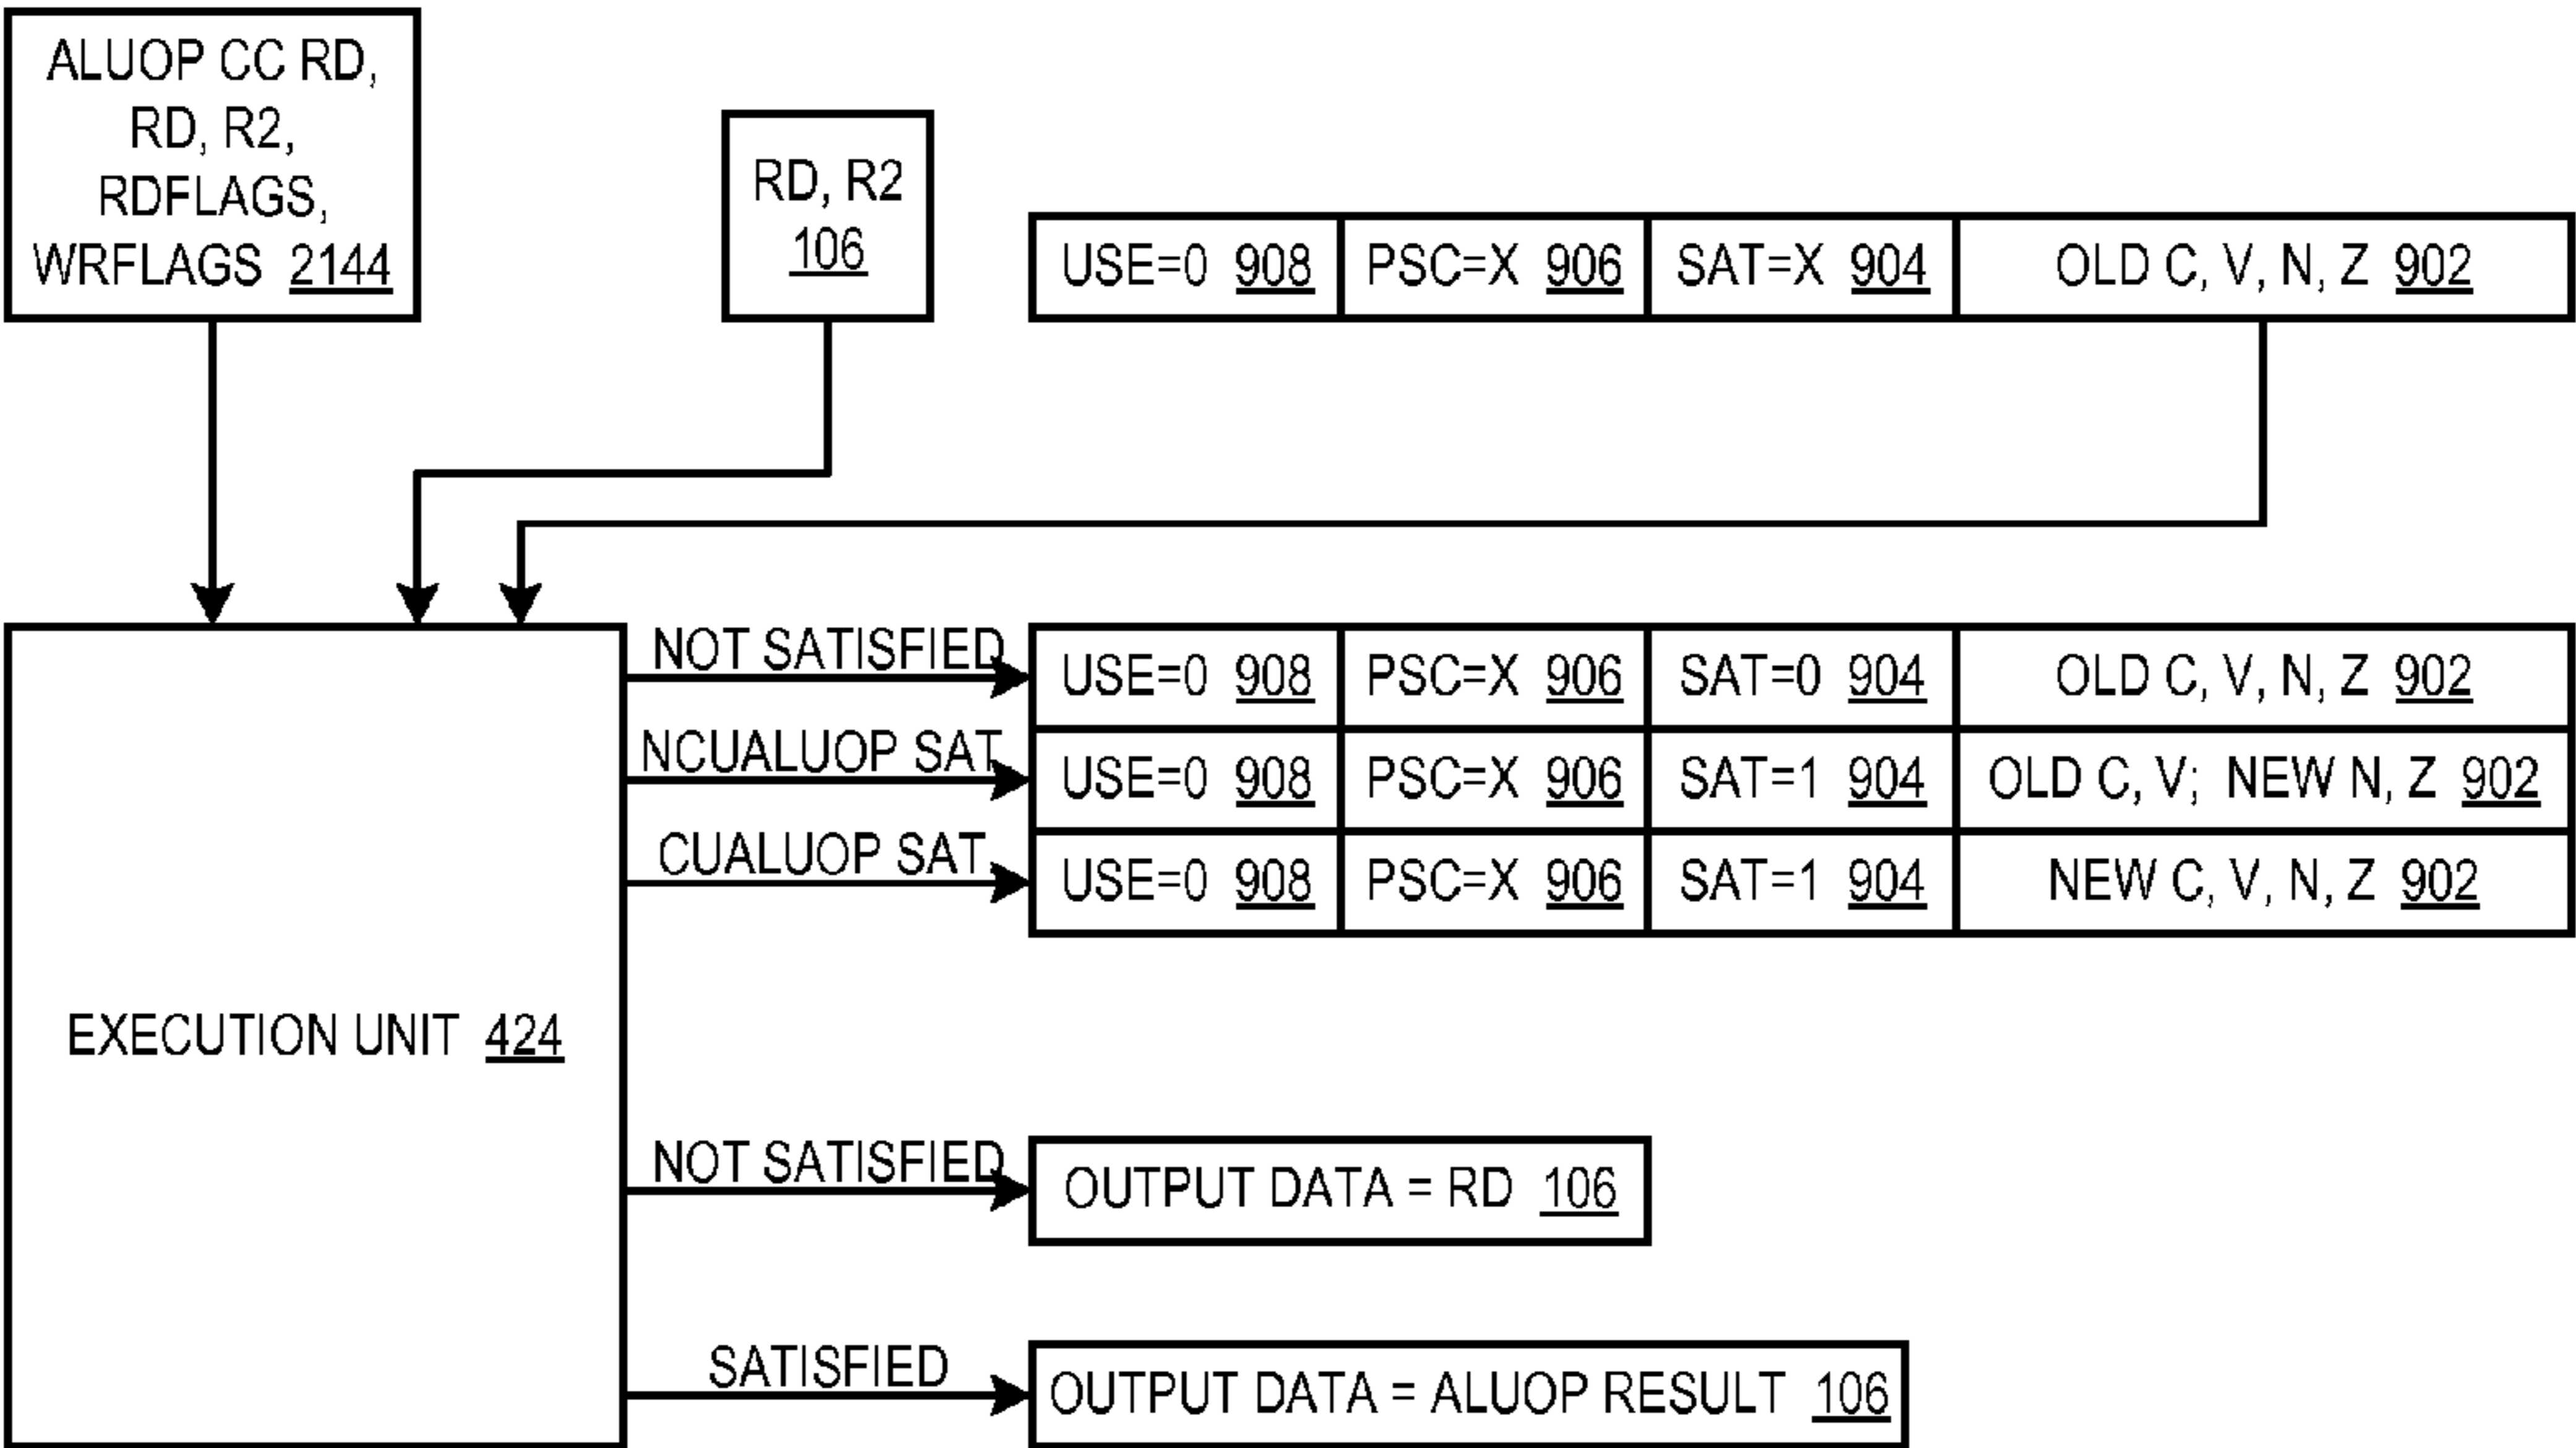 ALUOP CC RD,
RD, R2,
RDFLAGS,
WRFLAGS 2144
RD, R2
106
USE=0 908 PSC=X 906 SAT=X 904 OLD C, V, N, Z 902
NOT SATISFIED USE=0 908 PSC=X 906 SAT=0 904 OLD C, V, N, Z 902
NCUALUOP SAT USE=0 908 PSC=X 906 SAT=1 904 OLD C, V; NEW N, Z 902
CUALUOP SAT USE=0 908 PSC=X 906 SAT=1 904 NEW C, V, N, Z 902
EXECUTION UNIT 424
NOT SATISFIED OUTPUT DATA = RD 106
SATISFIED OUTPUT DATA = ALUOP RESULT 106